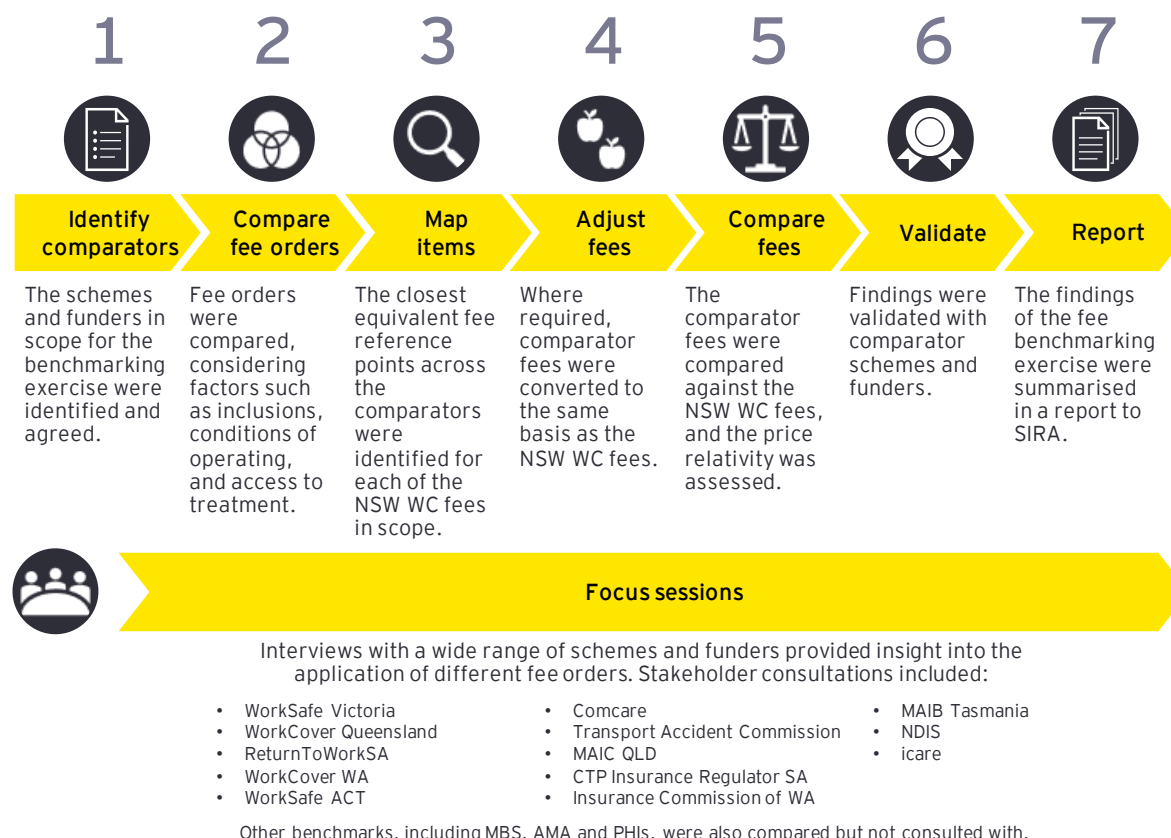 1 2 3 4 5 6 7
Identify
comparators
Compare
fee orders
Map
items
Adjust
fees
Compare
fees
Validate
Report
The schemes
and funders in
scope for the
benchmarking
exercise were
identified and
agreed.
Fee orders
were
compared,
considering
factors such
as inclusions,
conditions of
operating,
and access to
treatment.
The closest
equivalent fee
reference
points across
the
comparators
were
identified for
each of the
NSW WC fees
in scope.
Where
required,
comparator
fees were
converted to
the same
basis as the
NSW WC fees.
The
comparator
fees were
compared
against the
NSW WC fees,
and the price
relativity was
assessed.
Findings were
validated with
comparator
schemes and
funders.
The findings
of the fee
benchmarking
exercise were
summarised
in a report to
SIRA.
Focus sessions
Interviews with a wide range of schemes and funders provided insight into the
application of different fee orders. Stakeholder consultations included:
• WorkSafe Victoria
• WorkCover Queensland
• ReturnToWorkSA
• WorkCover WA
• WorkSafe ACT
• Comcare
• Transport Accident Commission
• MAIC QLD
• CTP Insurance Regulator SA
• Insurance Commission of WA
• MAIB Tasmania
• NDIS
• icare
Other benchmarks, including MBS, AMA and PHIs, were also compared but not consulted with.